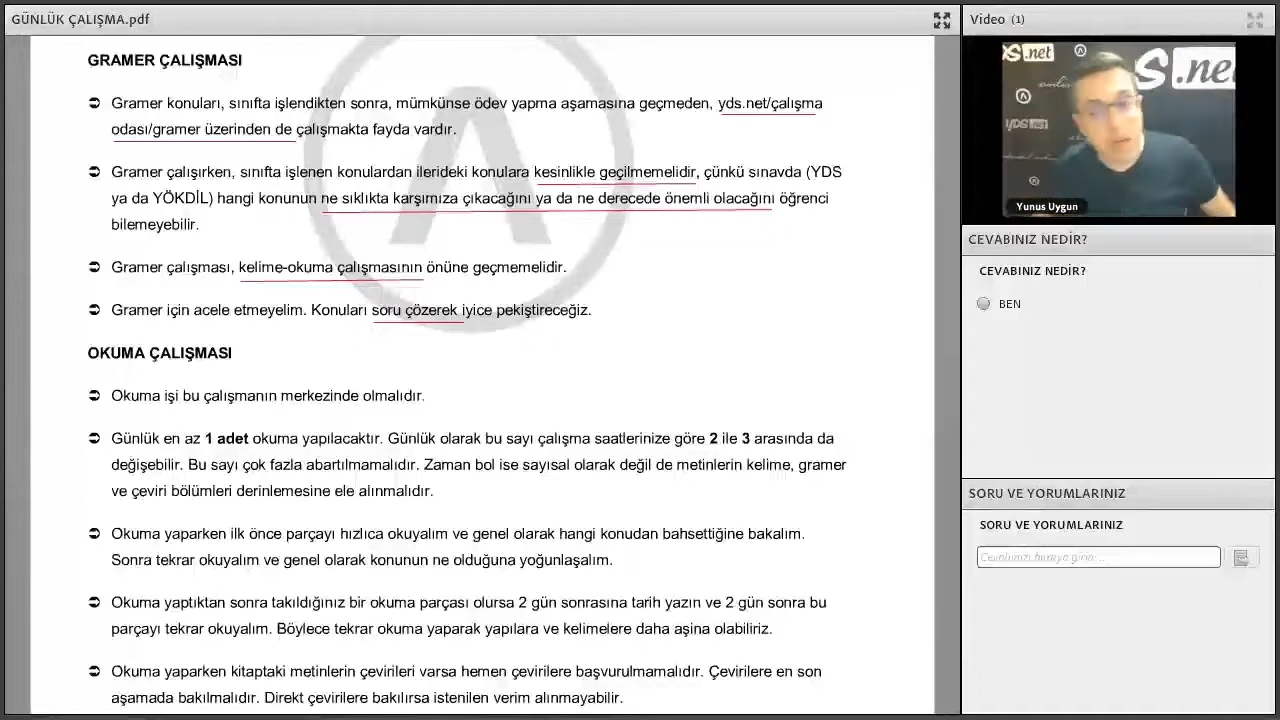 GÜNLÜK ÇALIŞMA.pdf
GRAMER ÇALIŞMASI
➲ Gramer konuları, sınıfta işlendikten sonra, mümkünse ödev yapma aşamasına geçmeden, yds.net/çalışma
odası/gramer üzerinden de çalışmakta fayda vardır.
➲ Gramer çalışırken, sınıfta işlenen konulardan ilerideki konulara kesinlikle geçilmemelidir, çünkü sınavda (YDS
ya da YÖKDİL) hangi konunun ne sıklıkta karşımıza çıkacağını ya da ne derecede önemli olacağını öğrenci
bilemeyebilir.
➲ Gramer çalışması, kelime-okuma çalışmasının önüne geçmemelidir.
➲ Gramer için acele etmeyelim. Konuları soru çözerek iyice pekiştireceğiz.
OKUMA ÇALIŞMASI
➲ Okuma işi bu çalışmanın merkezinde olmalıdır.
➲ Günlük en az 1 adet okuma yapılacaktır. Günlük olarak bu sayı çalışma saatlerinize göre 2 ile 3 arasında da
değişebilir. Bu sayı çok fazla abartılmamalıdır. Zaman bol ise sayısal olarak değil de metinlerin kelime, gramer
ve çeviri bölümleri derinlemesine ele alınmalıdır.
➲ Okuma yaparken ilk önce parçayı hızlıca okuyalım ve genel olarak hangi konudan bahsettiğine bakalım.
Sonra tekrar okuyalım ve genel olarak konunun ne olduğuna yoğunlaşalım.
➲ Okuma yaptıktan sonra takıldığınız bir okuma parçası olursa 2 gün sonrasına tarih yazın ve 2 gün sonra bu
parçayı tekrar okuyalım. Böylece tekrar okuma yaparak yapılara ve kelimelere daha aşina olabiliriz.
➲ Okuma yaparken kitaptaki metinlerin çevirileri varsa hemen çevirilere başvurulmamalıdır. Çevirilere en son
aşamada bakılmalıdır. Direkt çevirilere bakılırsa istenilen verim alınmayabilir.
Video (1)
S.net
S.ne
YDS.net
Yunus Uygun
CEVABINIZ NEDİR?
CEVABINIZ NEDİR?
BEN
SORU VE YORUMLARINIZ
SORU VE YORUMLARINIZ
Cevabınızı buraya girin...